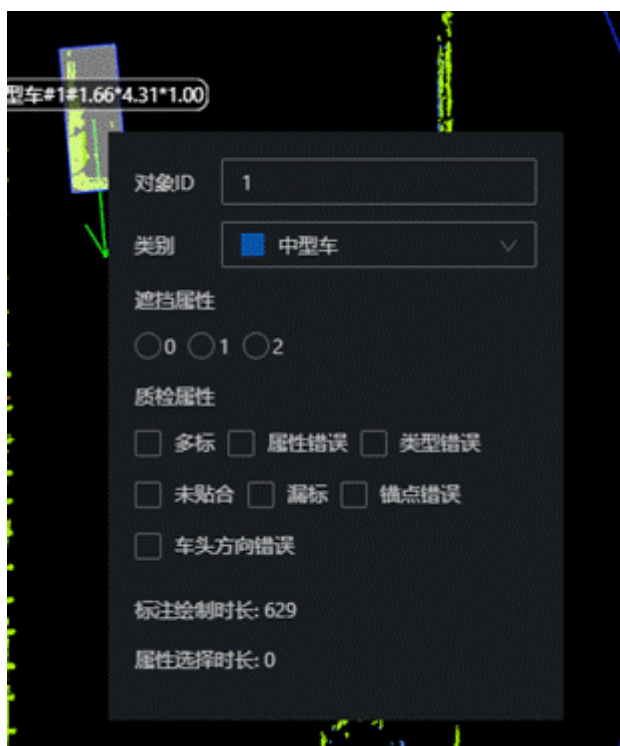 型车#1#1.66*4.31*1.00
对象ID 1
类别 中型车
遮挡属性
0 1 2
质检属性
多标 属性错误 类型错误
未贴合 漏标 锚点错误
车头方向错误
标注绘制时长: 629
属性选择时长: 0